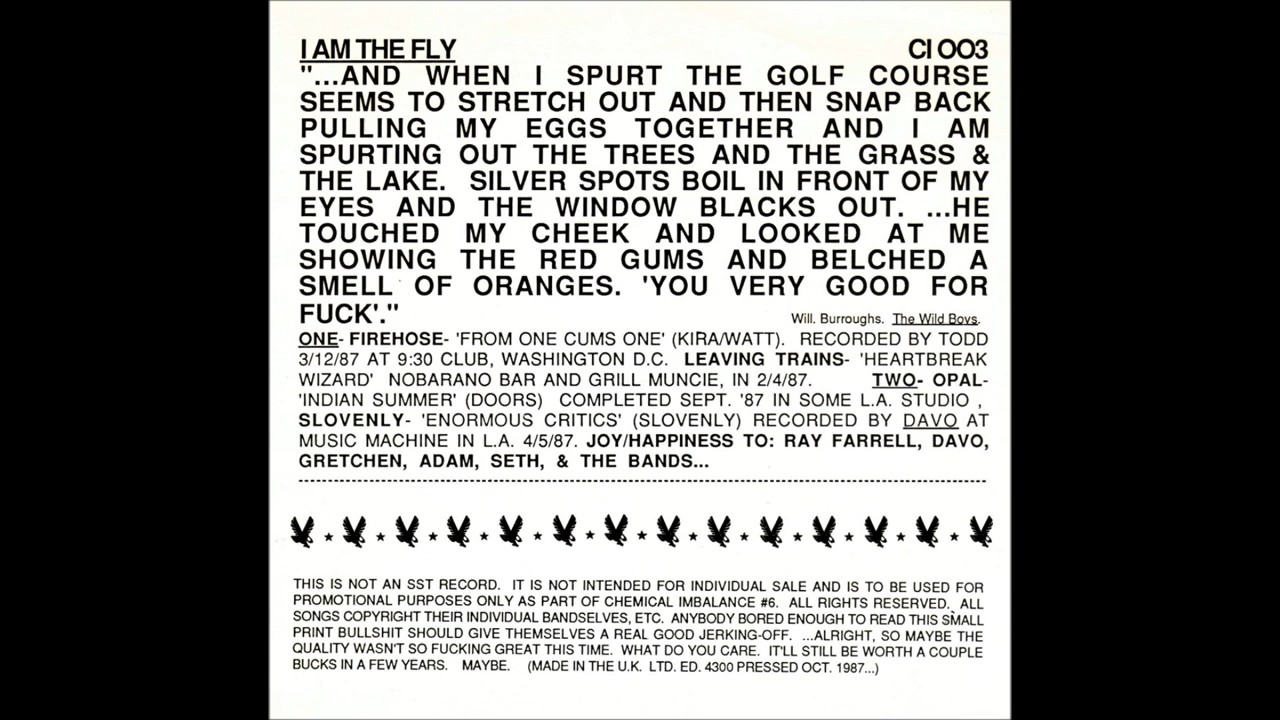 I AM THE FLY CI OO3
"...AND WHEN I SPURT THE GOLF COURSE
SEEMS TO STRETCH OUT AND THEN SNAP BACK
PULLING MY EGGS TOGETHER AND I AM
SPURTING OUT THE TREES AND THE GRASS &
THE LAKE. SILVER SPOTS BOIL IN FRONT OF MY
EYES AND THE WINDOW BLACKS OUT. ...HE
TOUCHED MY CHEEK AND LOOKED AT ME
SHOWING THE RED GUMS AND BELCHED A
SMELL OF ORANGES. 'YOU VERY GOOD FOR
FUCK'."
Will. Burroughs. The Wild Boys.
ONE- FIREHOSE- 'FROM ONE CUMS ONE' (KIRA/WATT). RECORDED BY TODD
3/12/87 AT 9:30 CLUB, WASHINGTON D.C. LEAVING TRAINS- 'HEARTBREAK
WIZARD' NOBARANO BAR AND GRILL MUNCIE, IN 2/4/87. TWO- OPAL-
'INDIAN SUMMER' (DOORS) COMPLETED SEPT. '87 IN SOME L.A. STUDIO ,
SLOVENLY- 'ENORMOUS CRITICS' (SLOVENLY) RECORDED BY DAVO AT
MUSIC MACHINE IN L.A. 4/5/87. JOY/HAPPINESS TO: RAY FARRELL, DAVO,
GRETCHEN, ADAM, SETH, & THE BANDS...
THIS IS NOT AN SST RECORD. IT IS NOT INTENDED FOR INDIVIDUAL SALE AND IS TO BE USED FOR
PROMOTIONAL PURPOSES ONLY AS PART OF CHEMICAL IMBALANCE #6. ALL RIGHTS RESERVED. ALL
SONGS COPYRIGHT THEIR INDIVIDUAL BANDSELVES, ETC. ANYBODY BORED ENOUGH TO READ THIS SMALL
PRINT BULLSHIT SHOULD GIVE THEMSELVES A REAL GOOD JERKING-OFF. ...ALRIGHT, SO MAYBE THE
QUALITY WASN'T SO FUCKING GREAT THIS TIME. WHAT DO YOU CARE. IT'LL STILL BE WORTH A COUPLE
BUCKS IN A FEW YEARS. MAYBE. (MADE IN THE U.K. LTD. ED. 4300 PRESSED OCT. 1987...)